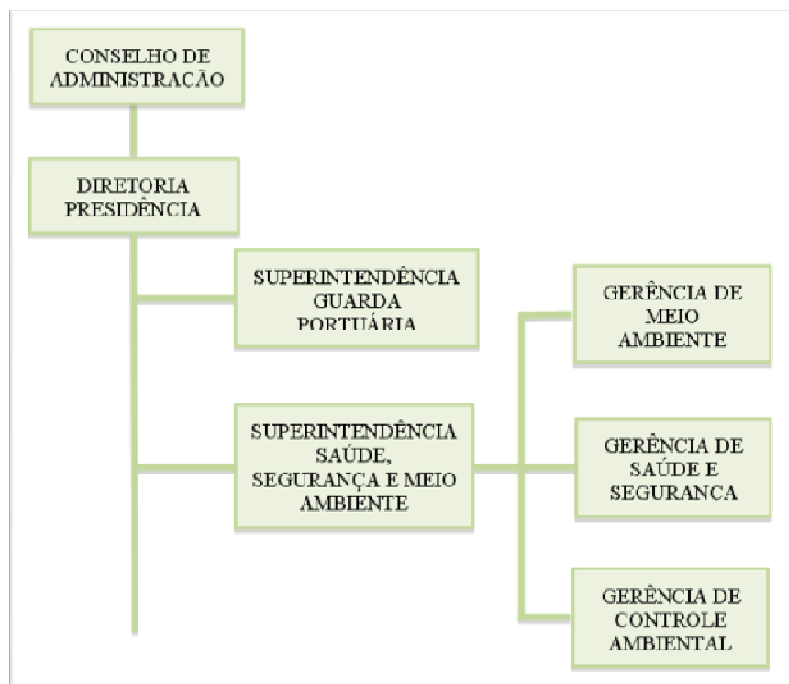 CONSELHO DE
ADMINISTRAÇÃO
DIRETORIA
PRESIDÊNCIA
SUPERINTENDÊNCIA
GUARDA
PORTUÁRIA
SUPERINTENDÊNCIA
SAÚDE,
SEGURANÇA E MEIO
AMBIENTE
GERÊNCIA DE
MEIO
AMBIENTE
GERÊNCIA DE
SAÚDE E
SEGURANCA
GERÊNCIA DE
CONTROLE
AMBIENTAL